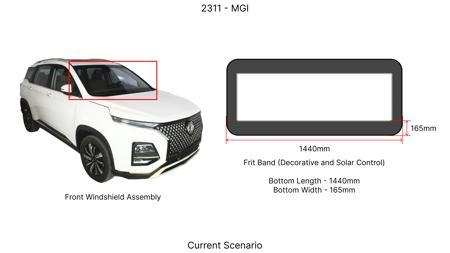 2311 - MGI
165mm
1440mm
Frit Band (Decorative and Solar Control)
Bottom Length - 1440mm
Bottom Width - 165mm
Front Windshield Assembly
Current Scenario